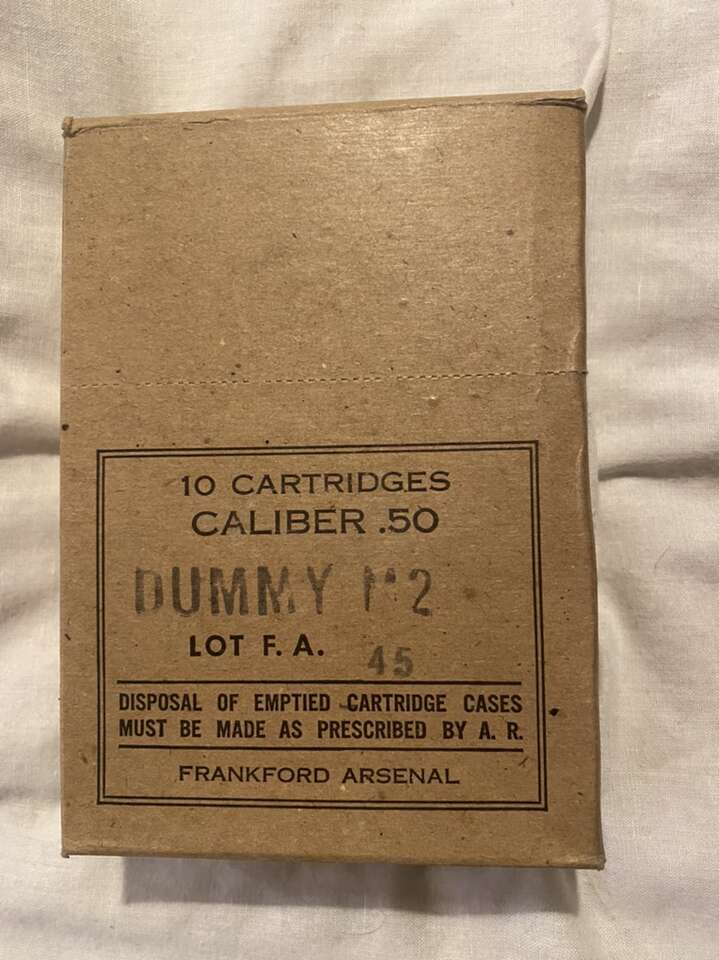 10 CARTRIDGES
CALIBER .50
DUMMY M2
LOT F. A. 45
DISPOSAL OF EMPTIED CARTRIDGE CASES
MUST BE MADE AS PRESCRIBED BY A. R.
FRANKFORD ARSENAL